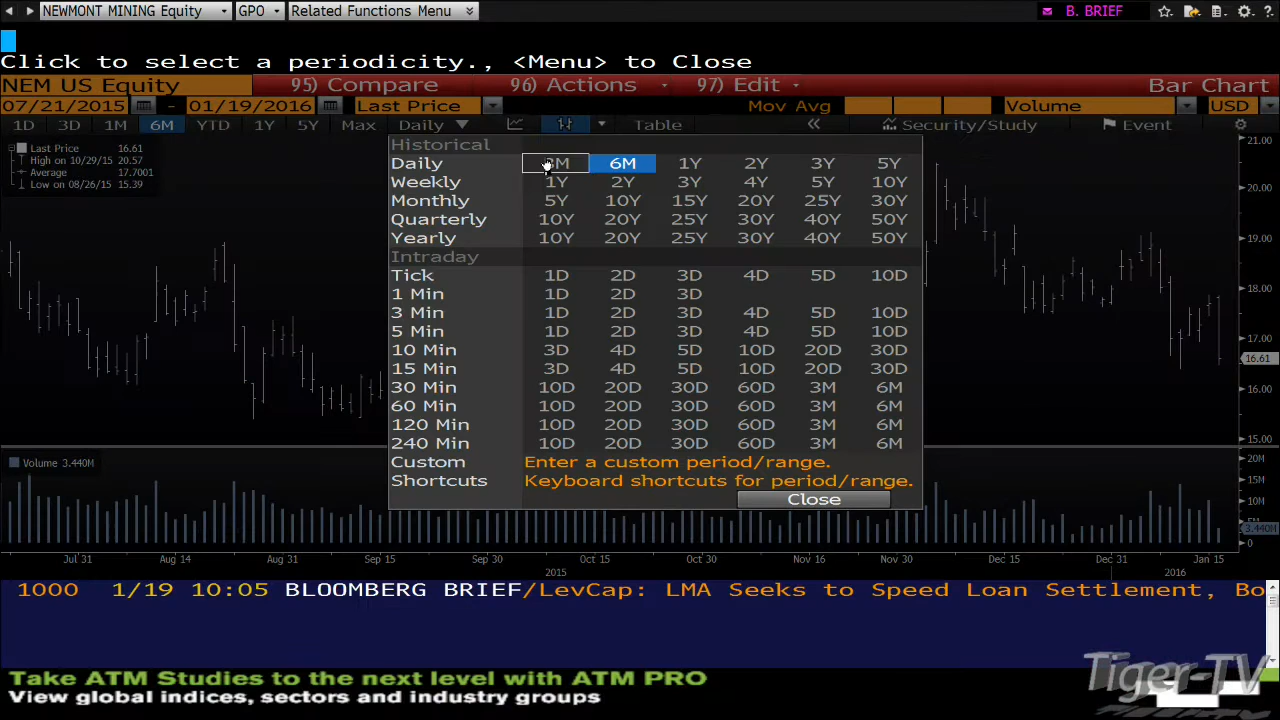 NEWMONT MINING Equity GPO Related Functions Menu B. BRIEF
Click to select a periodicity., <Menu> to Close
NEM US Equity 95) Compare 96) Actions 97) Edit Bar Chart
07/21/2015 - 01/19/2016 Last Price Mov Avg Volume USD
1D 3D 1M 6M YTD 1Y 5Y Max Daily Table « Security/Study Event
Last Price 16.61
High on 10/29/15 20.57
Average 17.7001
Low on 08/26/15 15.39
Historical
Daily 6M 1Y 2Y 3Y 5Y
Weekly 1Y 2Y 3Y 4Y 5Y 10Y
Monthly 5Y 10Y 15Y 20Y 25Y 30Y
Quarterly 10Y 20Y 25Y 30Y 40Y 50Y
Yearly 10Y 20Y 25Y 30Y 40Y 50Y
Intraday
Tick 1D 2D 3D 4D 5D 10D
1 Min 1D 2D 3D
3 Min 1D 2D 3D 4D 5D 10D
5 Min 1D 2D 3D 4D 5D 10D
10 Min 3D 4D 5D 10D 20D 30D
15 Min 3D 4D 5D 10D 20D 30D
30 Min 10D 20D 30D 60D 3M 6M
60 Min 10D 20D 30D 60D 3M 6M
120 Min 10D 20D 30D 60D 3M 6M
240 Min 10D 20D 30D 60D 3M 6M
Custom Enter a custom period/range.
Shortcuts Keyboard shortcuts for period/range.
Close
21.00
20.00
19.00
18.00
17.00
16.61
16.00
15.00
Volume 3.440M
20M
15M
10M
3.440M
0
Jul 31 Aug 14 Aug 31 Sep 15 Sep 30 Oct 15 Oct 30 Nov 16 Nov 30 Dec 15 Dec 31 Jan 15
2015 2016
1000 1/19 10:05 BLOOMBERG BRIEF/LevCap: LMA Seeks to Speed Loan Settlement, Bo
Take ATM Studies to the next level with ATM PRO
View global indices, sectors and industry groups
Tiger-TV